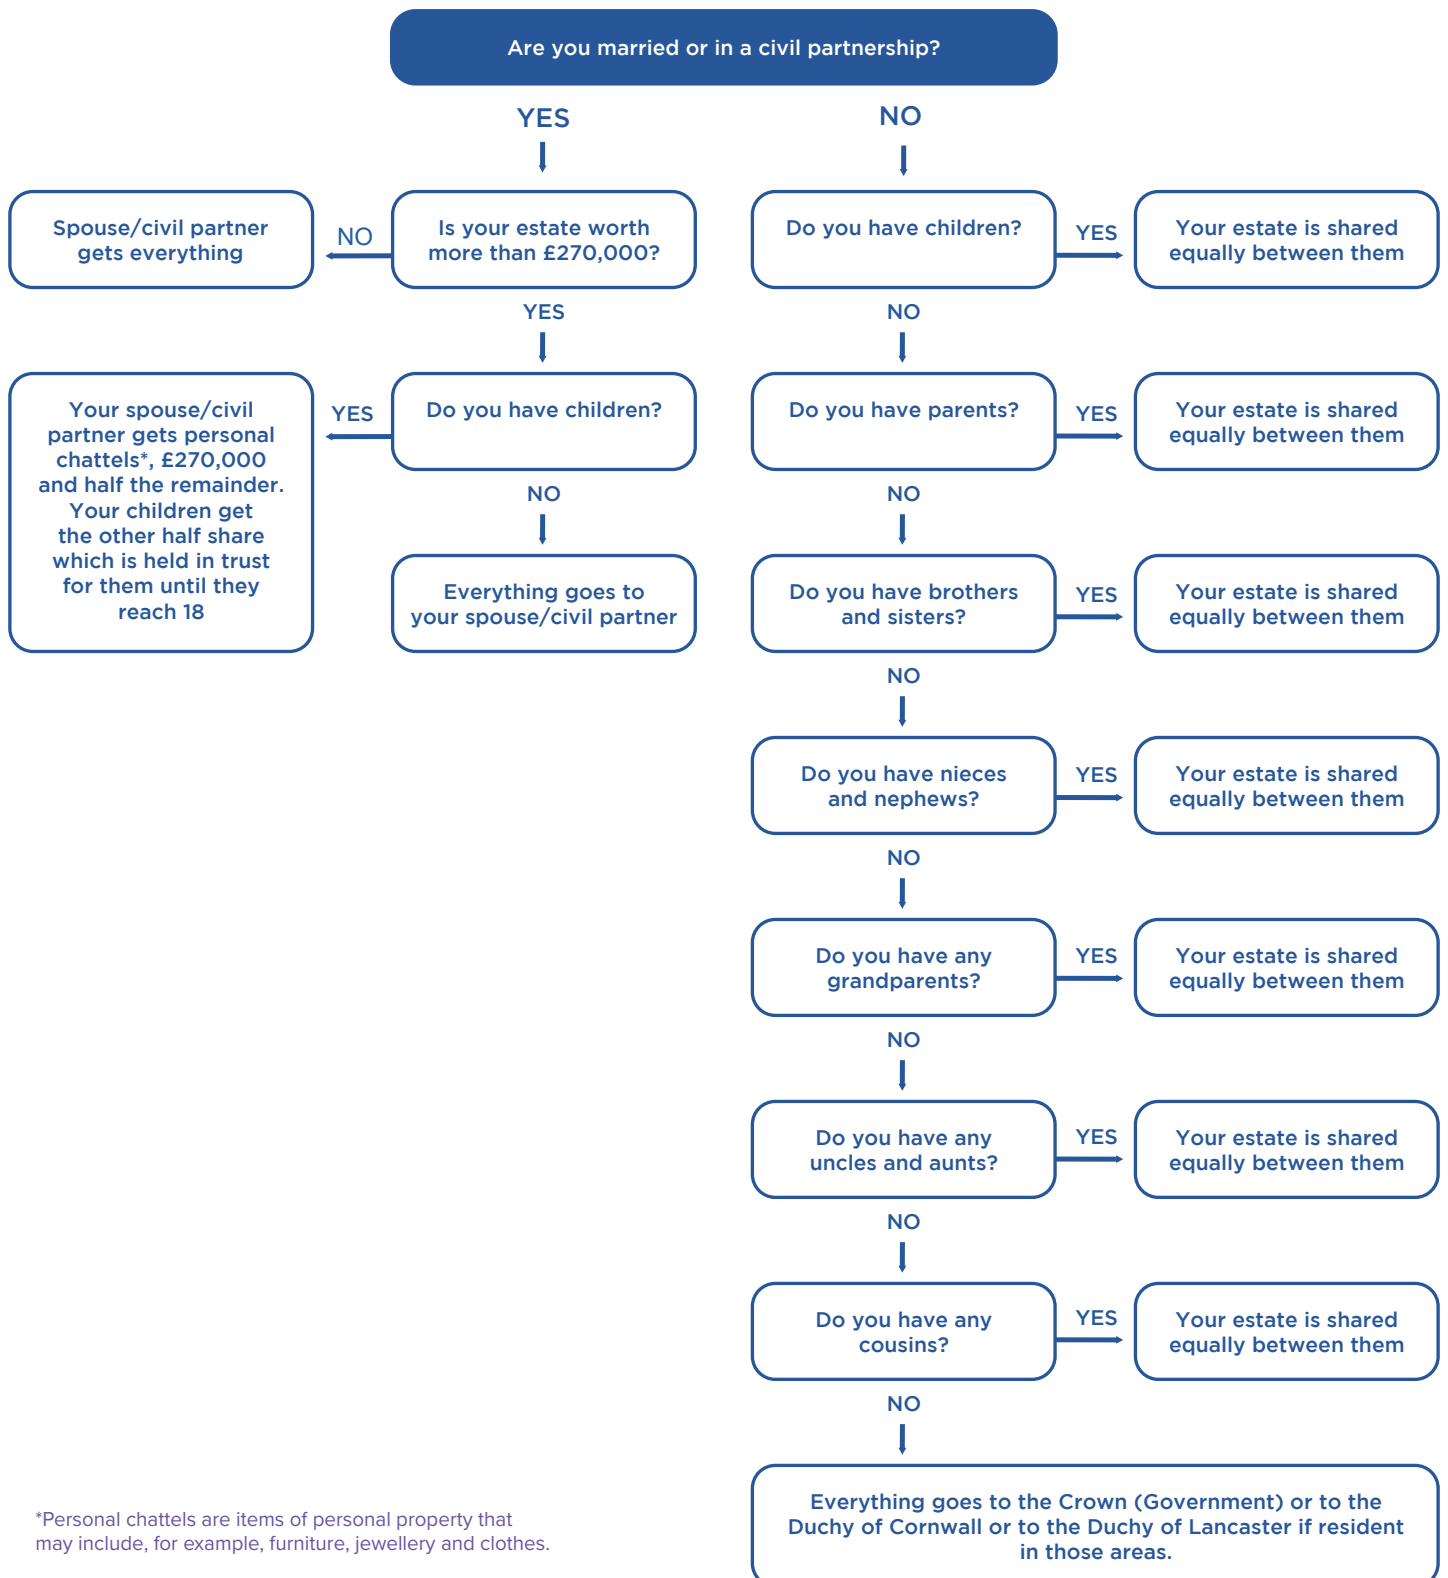 Are you married or in a civil partnership?
YES
NO
Spouse/civil partner
gets everything
NO
Is your estate worth
more than £270,000?
Do you have children?
YES
Your estate is shared
equally between them
YES
NO
Your spouse/civil
partner gets personal
chattels*, £270,000
and half the remainder.
Your children get
the other half share
which is held in trust
for them until they
reach 18
YES
Do you have children?
Do you have parents?
YES
Your estate is shared
equally between them
NO
NO
Everything goes to
your spouse/civil partner
Do you have brothers
and sisters?
YES
Your estate is shared
equally between them
NO
Do you have nieces
and nephews?
YES
Your estate is shared
equally between them
NO
Do you have any
grandparents?
YES
Your estate is shared
equally between them
NO
Do you have any
uncles and aunts?
YES
Your estate is shared
equally between them
NO
Do you have any
cousins?
YES
Your estate is shared
equally between them
NO
Everything goes to the Crown (Government) or to the
Duchy of Cornwall or to the Duchy of Lancaster if resident
in those areas.
*Personal chattels are items of personal property that
may include, for example, furniture, jewellery and clothes.